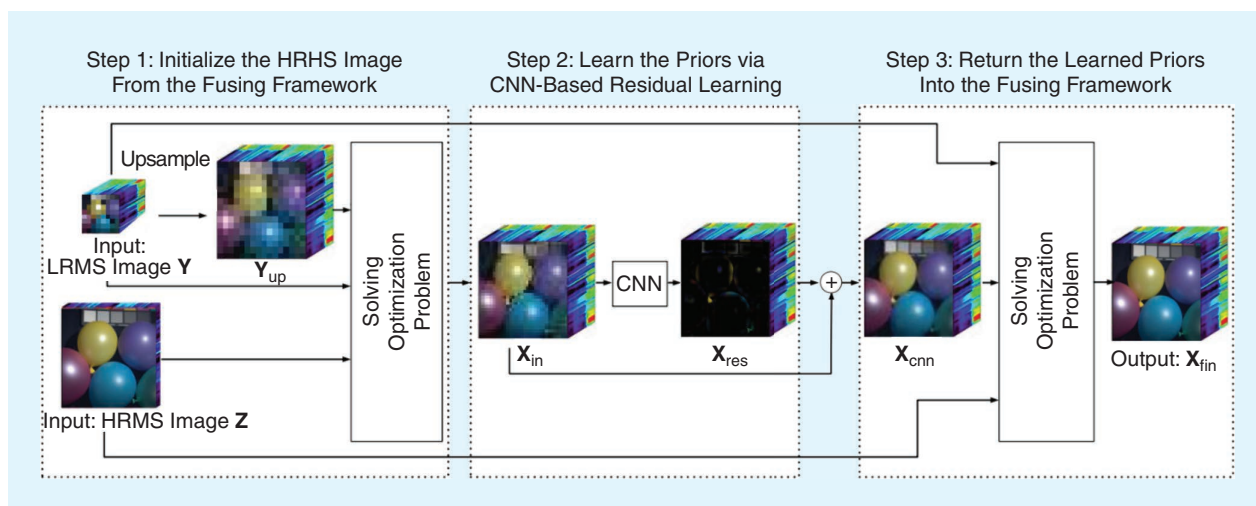 Step 1: Initialize the HRHS Image
From the Fusing Framework
Step 2: Learn the Priors via
CNN-Based Residual Learning
Step 3: Return the Learned Priors
Into the Fusing Framework
Upsample
Input:
LRMS Image Y
Yup
Input: HRMS Image Z
Solving
Optimization
Problem
Xin
CNN
Xres
+
Xcnn
Solving
Optimization
Problem
Output: Xfin